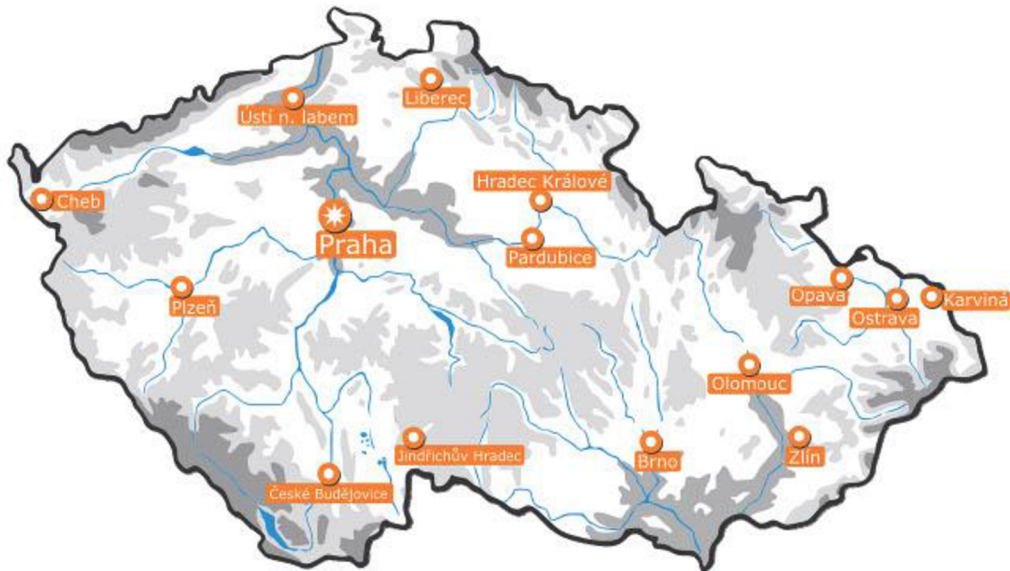 Liberec
Ústí n. labem
Hradec Králové
Cheb
Praha
Pardubice
Plzeň
Opava
Ostrava
Karviná
Olomouc
Jindřichův Hradec
Brno
Zlín
České Budějovice